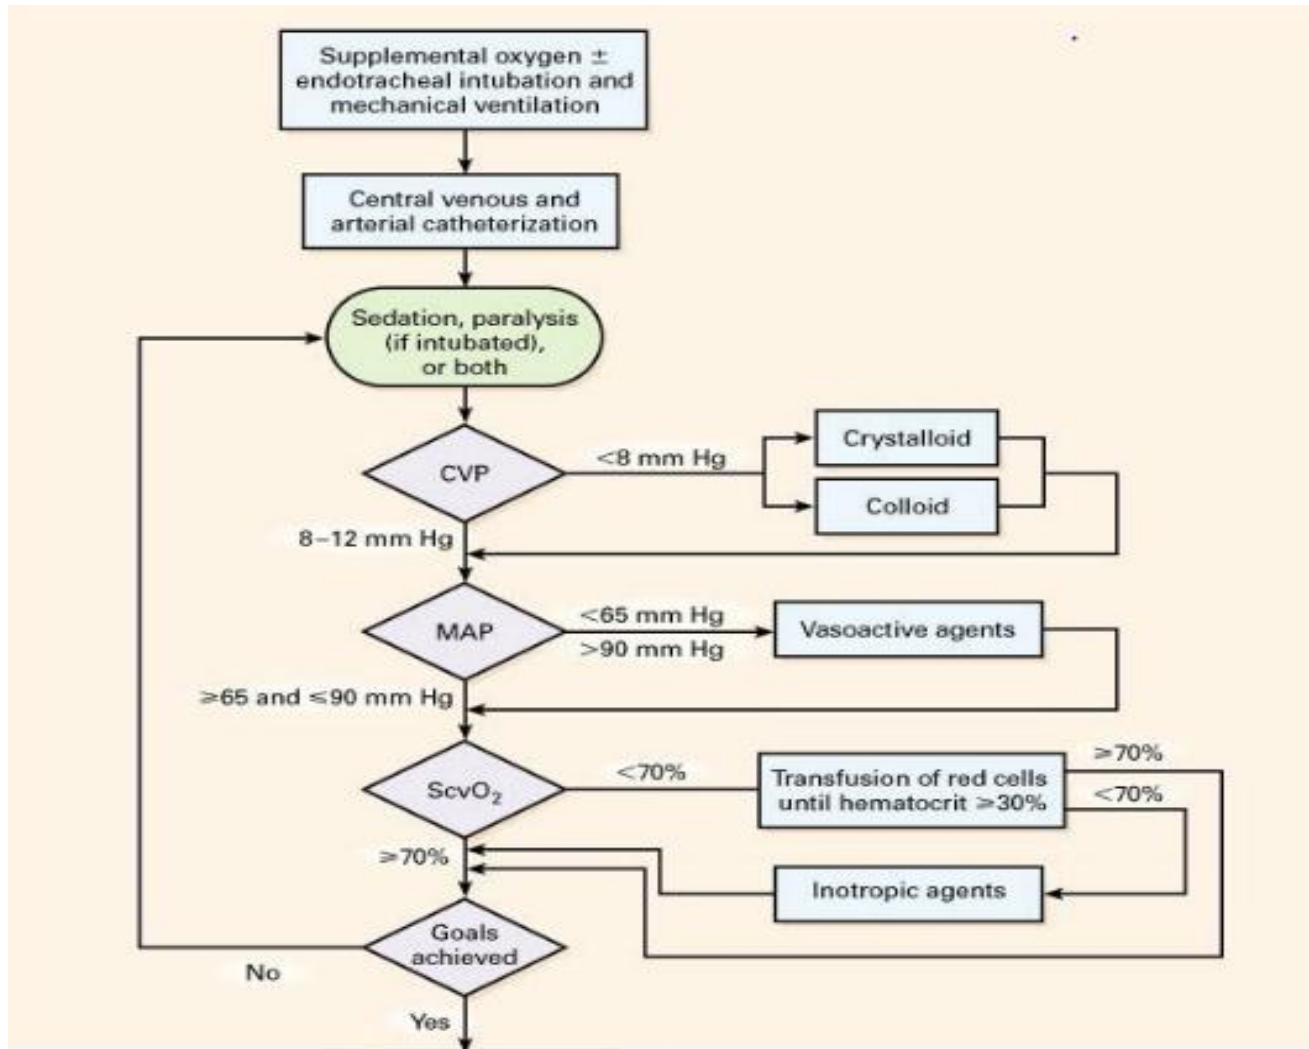 Supplemental oxygen ±
endotracheal intubation and
mechanical ventilation
Central venous and
arterial catheterization
Sedation, paralysis
(if intubated),
or both
CVP
<8 mm Hg
Crystalloid
Colloid
8–12 mm Hg
MAP
<65 mm Hg
>90 mm Hg
Vasoactive agents
≥65 and ≤90 mm Hg
ScvO₂
<70%
Transfusion of red cells
until hematocrit ≥30%
≥70%
<70%
≥70%
Inotropic agents
Goals
achieved
No
Yes